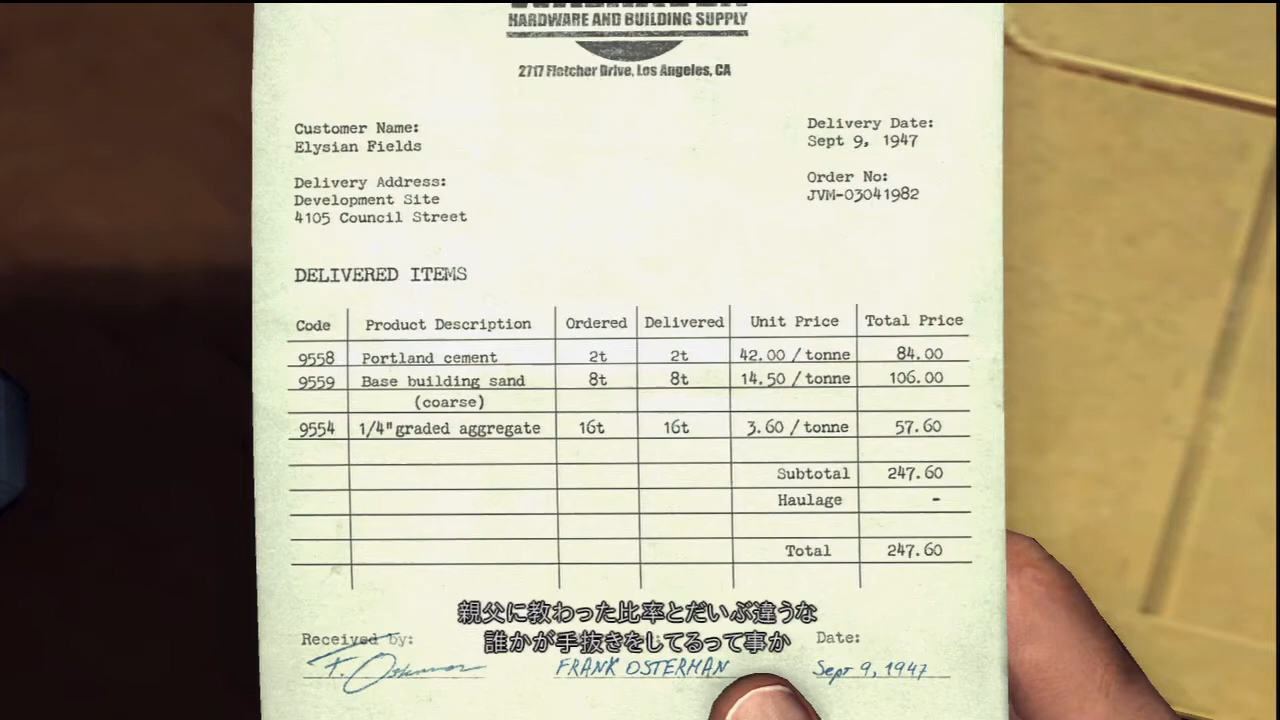 HARDWARE AND BUILDING SUPPLY
2717 Fletcher Drive, Los Angeles, CA
Customer Name:
Elysian Fields
Delivery Date:
Sept 9, 1947
Delivery Address:
Development Site
4105 Council Street
Order No:
JVM-03041982
DELIVERED ITEMS
Code Product Description Ordered Delivered Unit Price Total Price
9558 Portland cement 2t 2t 42.00 / tonne 84.00
9559 Base building sand 8t 8t 14.50 / tonne 106.00
(coarse)
9554 1/4" graded aggregate 16t 16t 3.60 / tonne 57.60
Subtotal 247.60
Haulage -
Total 247.60
親父に教わった比率とだいぶ違うな
誰かが手抜きをしてるって事か
Received by: Date:
F. Osterman FRANK OSTERMAN Sept 9, 1947